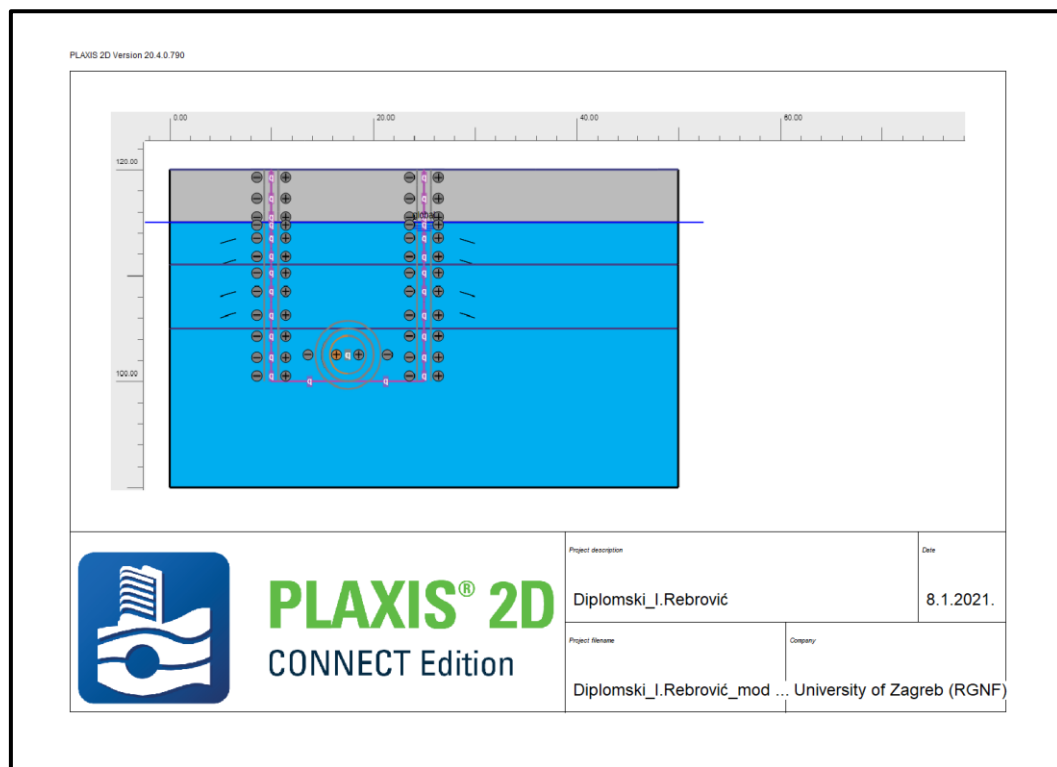 PLAXIS 2D Version 20.4.0.790
0.00
20.00
40.00
60.00
120.00
100.00
PLAXIS® 2D
CONNECT Edition
Project description
Diplomski_I.Rebrović
Date
8.1.2021.
Project filename
Diplomski_I.Rebrović_mod ...
Company
University of Zagreb (RGNF)